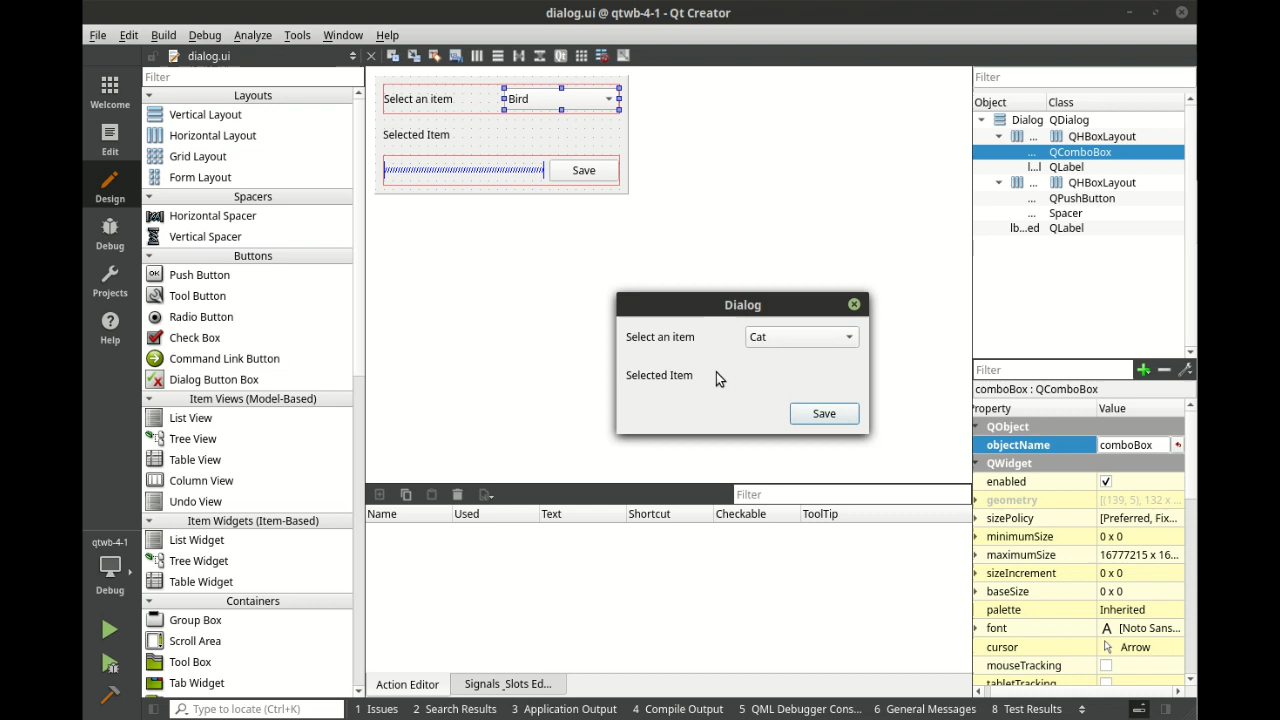 dialog.ui @ qtwb-4-1 - Qt Creator
File Edit Build Debug Analyze Tools Window Help
dialog.ui
Filter
Welcome
Edit
Design
Debug
Projects
Help
qtwb-4-1
Debug
Layouts
Vertical Layout
Horizontal Layout
Grid Layout
Form Layout
Spacers
Horizontal Spacer
Vertical Spacer
Buttons
OK Push Button
Tool Button
Radio Button
Check Box
Command Link Button
Dialog Button Box
Item Views (Model-Based)
List View
Tree View
Table View
Column View
Undo View
Item Widgets (Item-Based)
List Widget
Tree Widget
Table Widget
Containers
Group Box
Scroll Area
Tool Box
Tab Widget
Select an item Bird
Selected Item
Save
Dialog
Select an item Cat
Selected Item
Save
Filter
Name Used Text Shortcut Checkable ToolTip
Action Editor Signals _Slots Ed...
Filter
Object Class
Dialog QDialog
... QHBoxLayout
... QComboBox
l...l QLabel
... QHBoxLayout
... QPushButton
... Spacer
lb...ed QLabel
Filter
comboBox : QComboBox
Property Value
QObject
objectName comboBox
QWidget
enabled
geometry [(139, 5), 132 x ...
sizePolicy [Preferred, Fix...
minimumSize 0 x 0
maximumSize 16777215 x 16...
sizeIncrement 0 x 0
baseSize 0 x 0
palette Inherited
font A [Noto Sans...
cursor Arrow
mouseTracking
tabletTracking
Type to locate (Ctrl+K) 1 Issues 2 Search Results 3 Application Output 4 Compile Output 5 QML Debugger Cons... 6 General Messages 8 Test Results